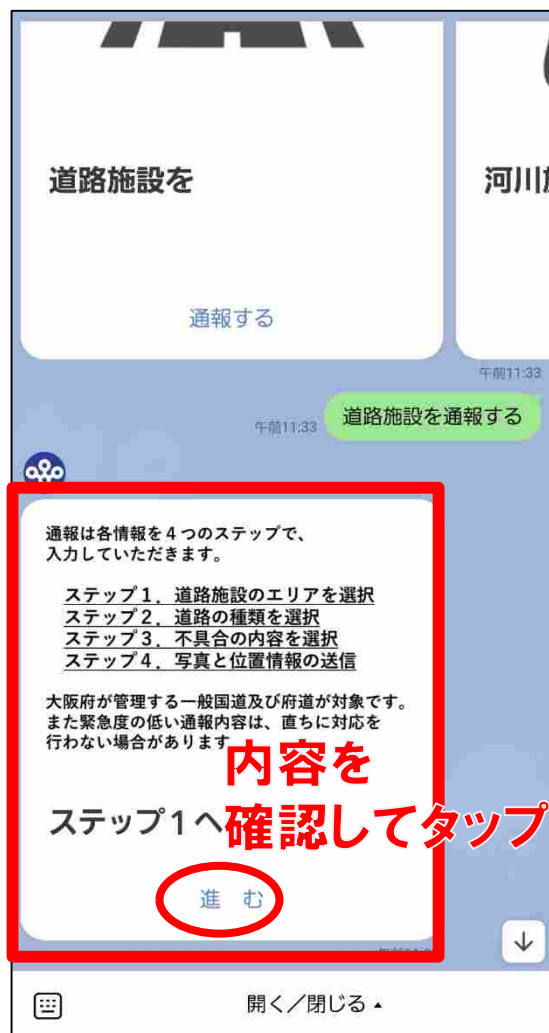 道路施設を
通報する
午前11:33
午前11:33
道路施設を通報する
通報は各情報を４つのステップで、
入力していただきます。
ステップ１．道路施設のエリアを選択
ステップ２．道路の種類を選択
ステップ３．不具合の内容を選択
ステップ４．写真と位置情報の送信
大阪府が管理する一般国道及び府道が対象です。
また緊急度の低い通報内容は、直ちに対応を
行わない場合があります
内容を
確認してタップ
ステップ１へ
進 む
開く／閉じる